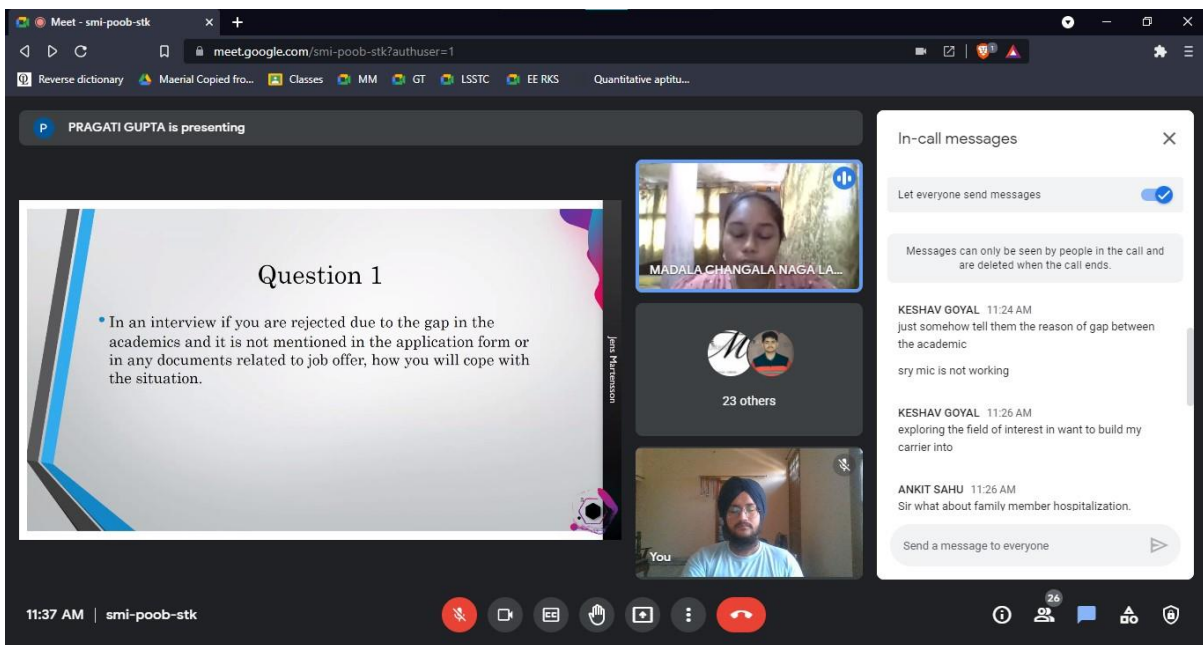 Meet - smi-poob-stk
meet.google.com/smi-poob-stk?authuser=1
1
Reverse dictionary
Maerial Copied fro...
Classes
MM
GT
LSSTC
EE RKS
Quantitative aptitu...
P
PRAGATI GUPTA is presenting
Question 1
In an interview if you are rejected due to the gap in the
academics and it is not mentioned in the application form or
in any documents related to job offer, how you will cope with
the situation.
Jens Martensson
MADALA CHANGALA NAGA LA...
M
23 others
You
In-call messages
Let everyone send messages
Messages can only be seen by people in the call and
are deleted when the call ends.
KESHAV GOYAL 11:24 AM
just somehow tell them the reason of gap between
the academic
sry mic is not working
KESHAV GOYAL 11:26 AM
exploring the field of interest in want to build my
carrier into
ANKIT SAHU 11:26 AM
Sir what about family member hospitalization.
Send a message to everyone
11:37 AM | smi-poob-stk
CC
26